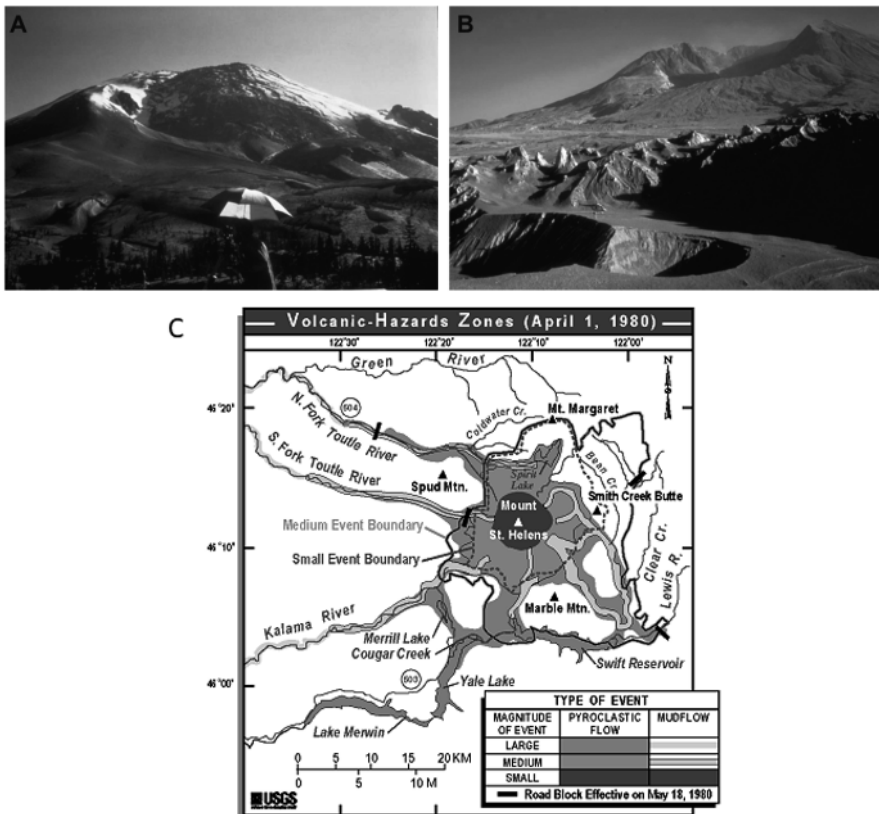 A
B
C
VOLCANIC-HAZARDS ZONES (APRIL 1, 1980)
122°30'
122°20'
122°10'
122°00'
Green River
N
504
N. Fork Toutle River
Coldwater Cr.
Mt. Margaret
46°20'
S. Fork Toutle River
Bean Cr.
Spirit Lake
Spud Mtn.
Smith Creek Butte
Mount
St. Helens
Medium Event Boundary
46°10'
Small Event Boundary
Clear Cr.
Lewis R.
Marble Mtn.
Kalama River
Merrill Lake
Cougar Creek
Swift Reservoir
46°00'
503
Yale Lake
Lake Merwin
TYPE OF EVENT
MAGNITUDE OF EVENT
PYROCLASTIC FLOW
MUDFLOW
LARGE
MEDIUM
SMALL
Road Block Effective on May 18, 1980
0 5 10 15 20 KM
0 5 10 M
USGS